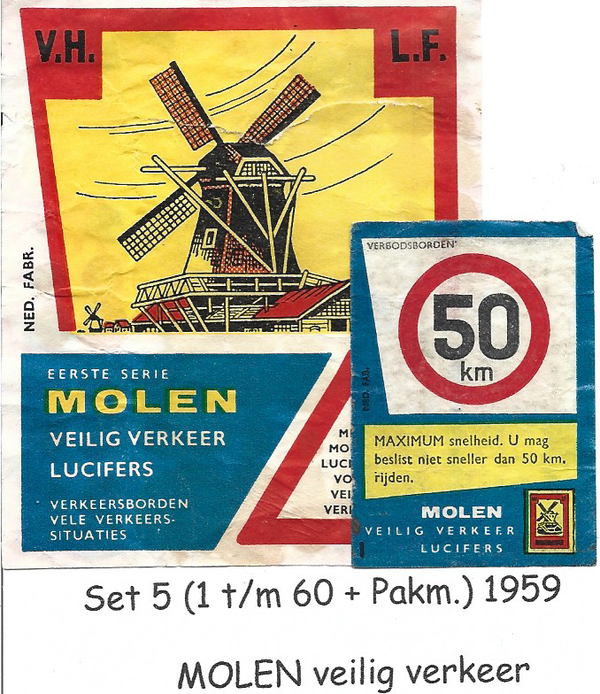 V.H.
L.F.
NED. FABR.
EERSTE SERIE
MOLEN
VEILIG VERKEER
LUCIFERS
VERKEERSBORDEN
VELE VERKEERS-
SITUATIES
VERBODSBORDEN
50
km
NED. FAB.
MAXIMUM snelheid. U mag
beslist niet sneller dan 50 km.
rijden.
MOLEN
VEILIG VERKEER
LUCIFERS
1
Set 5 (1 t/m 60 + Pakm.) 1959
MOLEN veilig verkeer